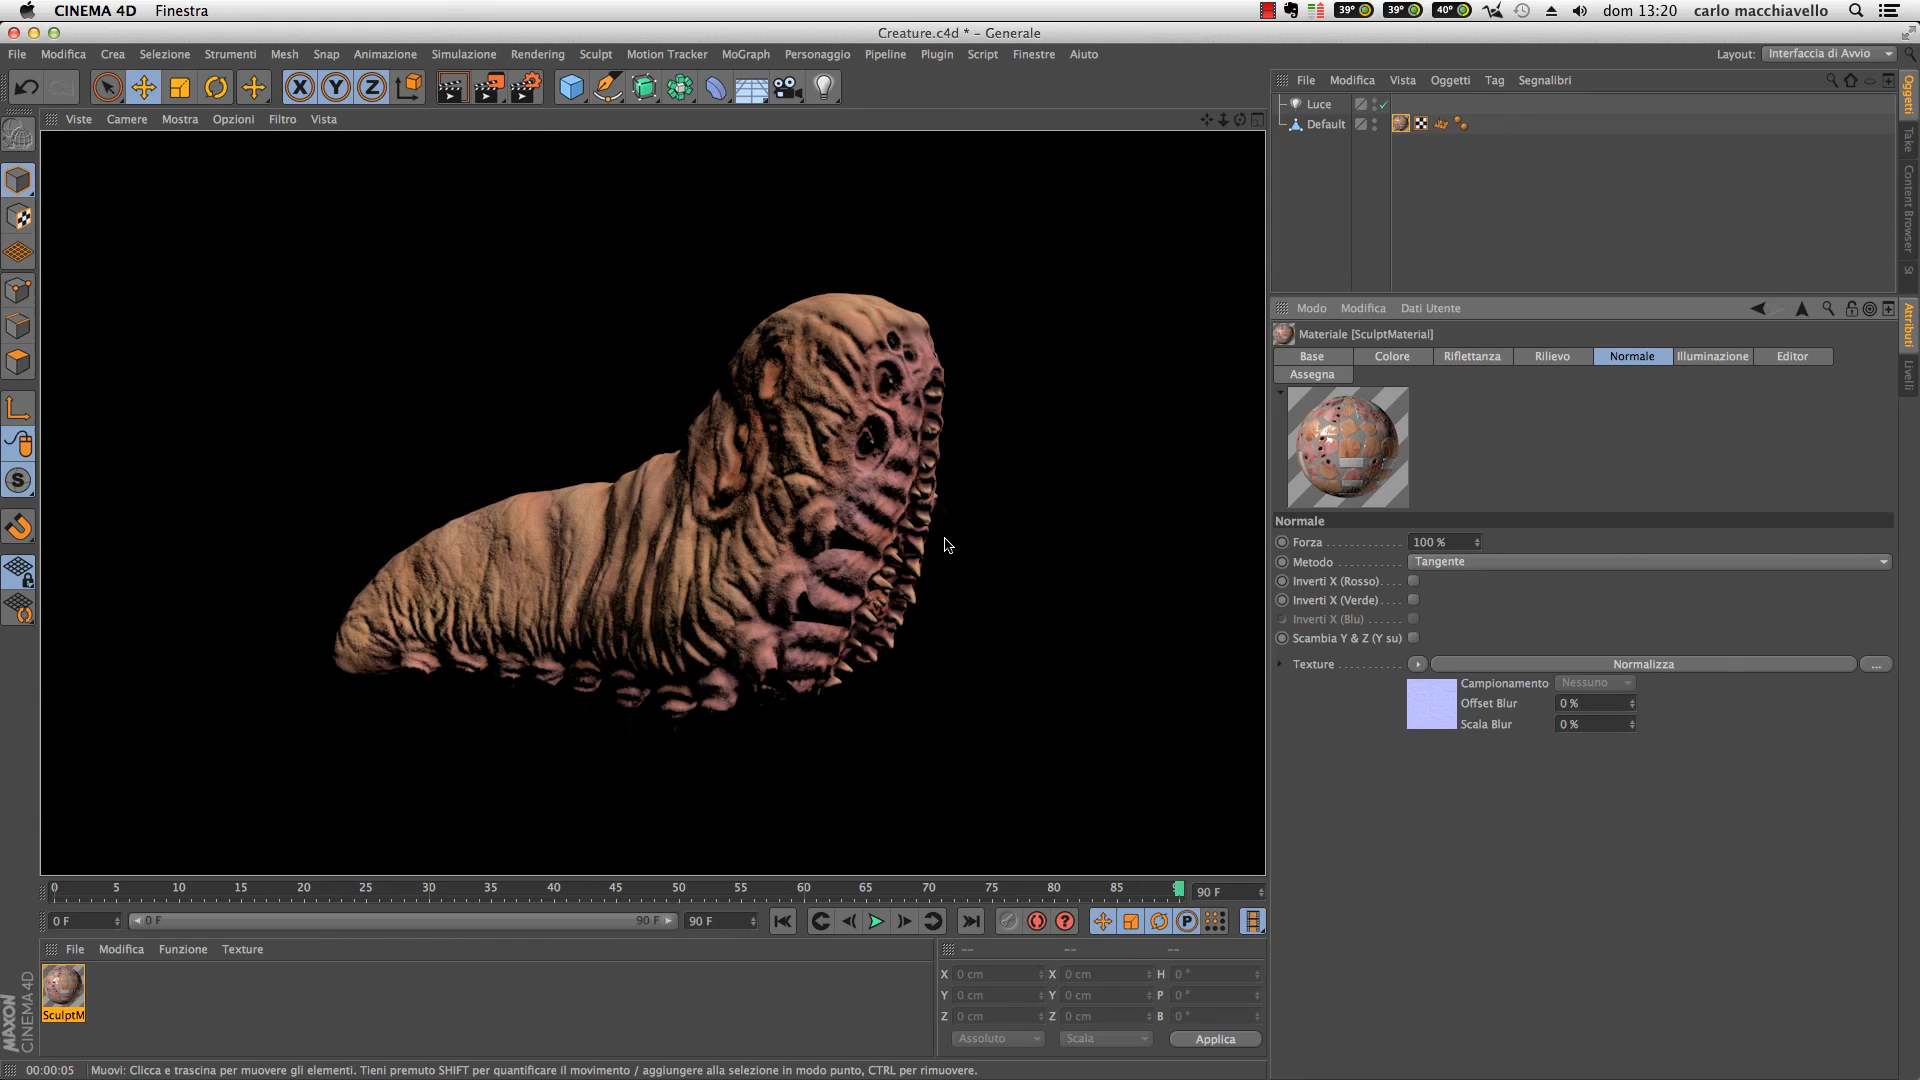 CINEMA 4D Finestra 39° 39° 40° dom 13:20 carlo macchiavello
Creature.c4d * - Generale
File Modifica Crea Selezione Strumenti Mesh Snap Animazione Simulazione Rendering Sculpt Motion Tracker MoGraph Personaggio Pipeline Plugin Script Finestre Aiuto Layout: Interfaccia di Avvio
X Y Z
File Modifica Vista Oggetti Tag Segnalibri
Viste Camere Mostra Opzioni Filtro Vista
Luce
Default
Oggetti
Take
Content Browser
Modo Modifica Dati Utente
Materiale [SculptMaterial]
Base Colore Riflettanza Rilievo Normale Illuminazione Editor
Assegna
Attributi
Livelli
Normale
Forza 100 %
Metodo Tangente
Inverti X (Rosso)
Inverti X (Verde)
Inverti X (Blu)
Scambia Y & Z (Y su)
Texture Normalizza ...
Campionamento Nessuno
Offset Blur 0 %
Scala Blur 0 %
S
0 5 10 15 20 25 30 35 40 45 50 55 60 65 70 75 80 85 90 F
0 F 0 F 90 F 90 F ? P
File Modifica Funzione Texture -- -- --
SculptM
X 0 cm X 0 cm H 0 °
Y 0 cm Y 0 cm P 0 °
Z 0 cm Z 0 cm B 0 °
Assoluto Scala Applica
MAXON
CINEMA 4D
00:00:05 Muovi: Clicca e trascina per muovere gli elementi. Tieni premuto SHIFT per quantificare il movimento / aggiungere alla selezione in modo punto, CTRL per rimuovere.